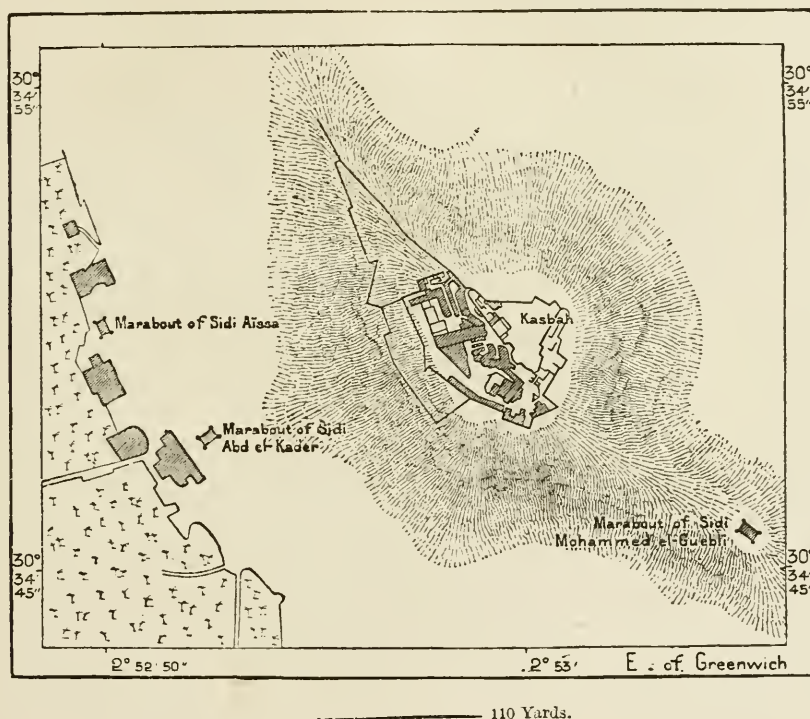 30°
34'
55"
30°
34'
55"
Kasbah
Marabout of Sidi Aïssa
Marabout of Sidi
Abd el-Kader
Marabout of Sidi
Mohammed el-Guebli
30°
34'
45"
30°
34'
45"
2° 52' 50"
2° 53' E. of Greenwich
110 Yards.